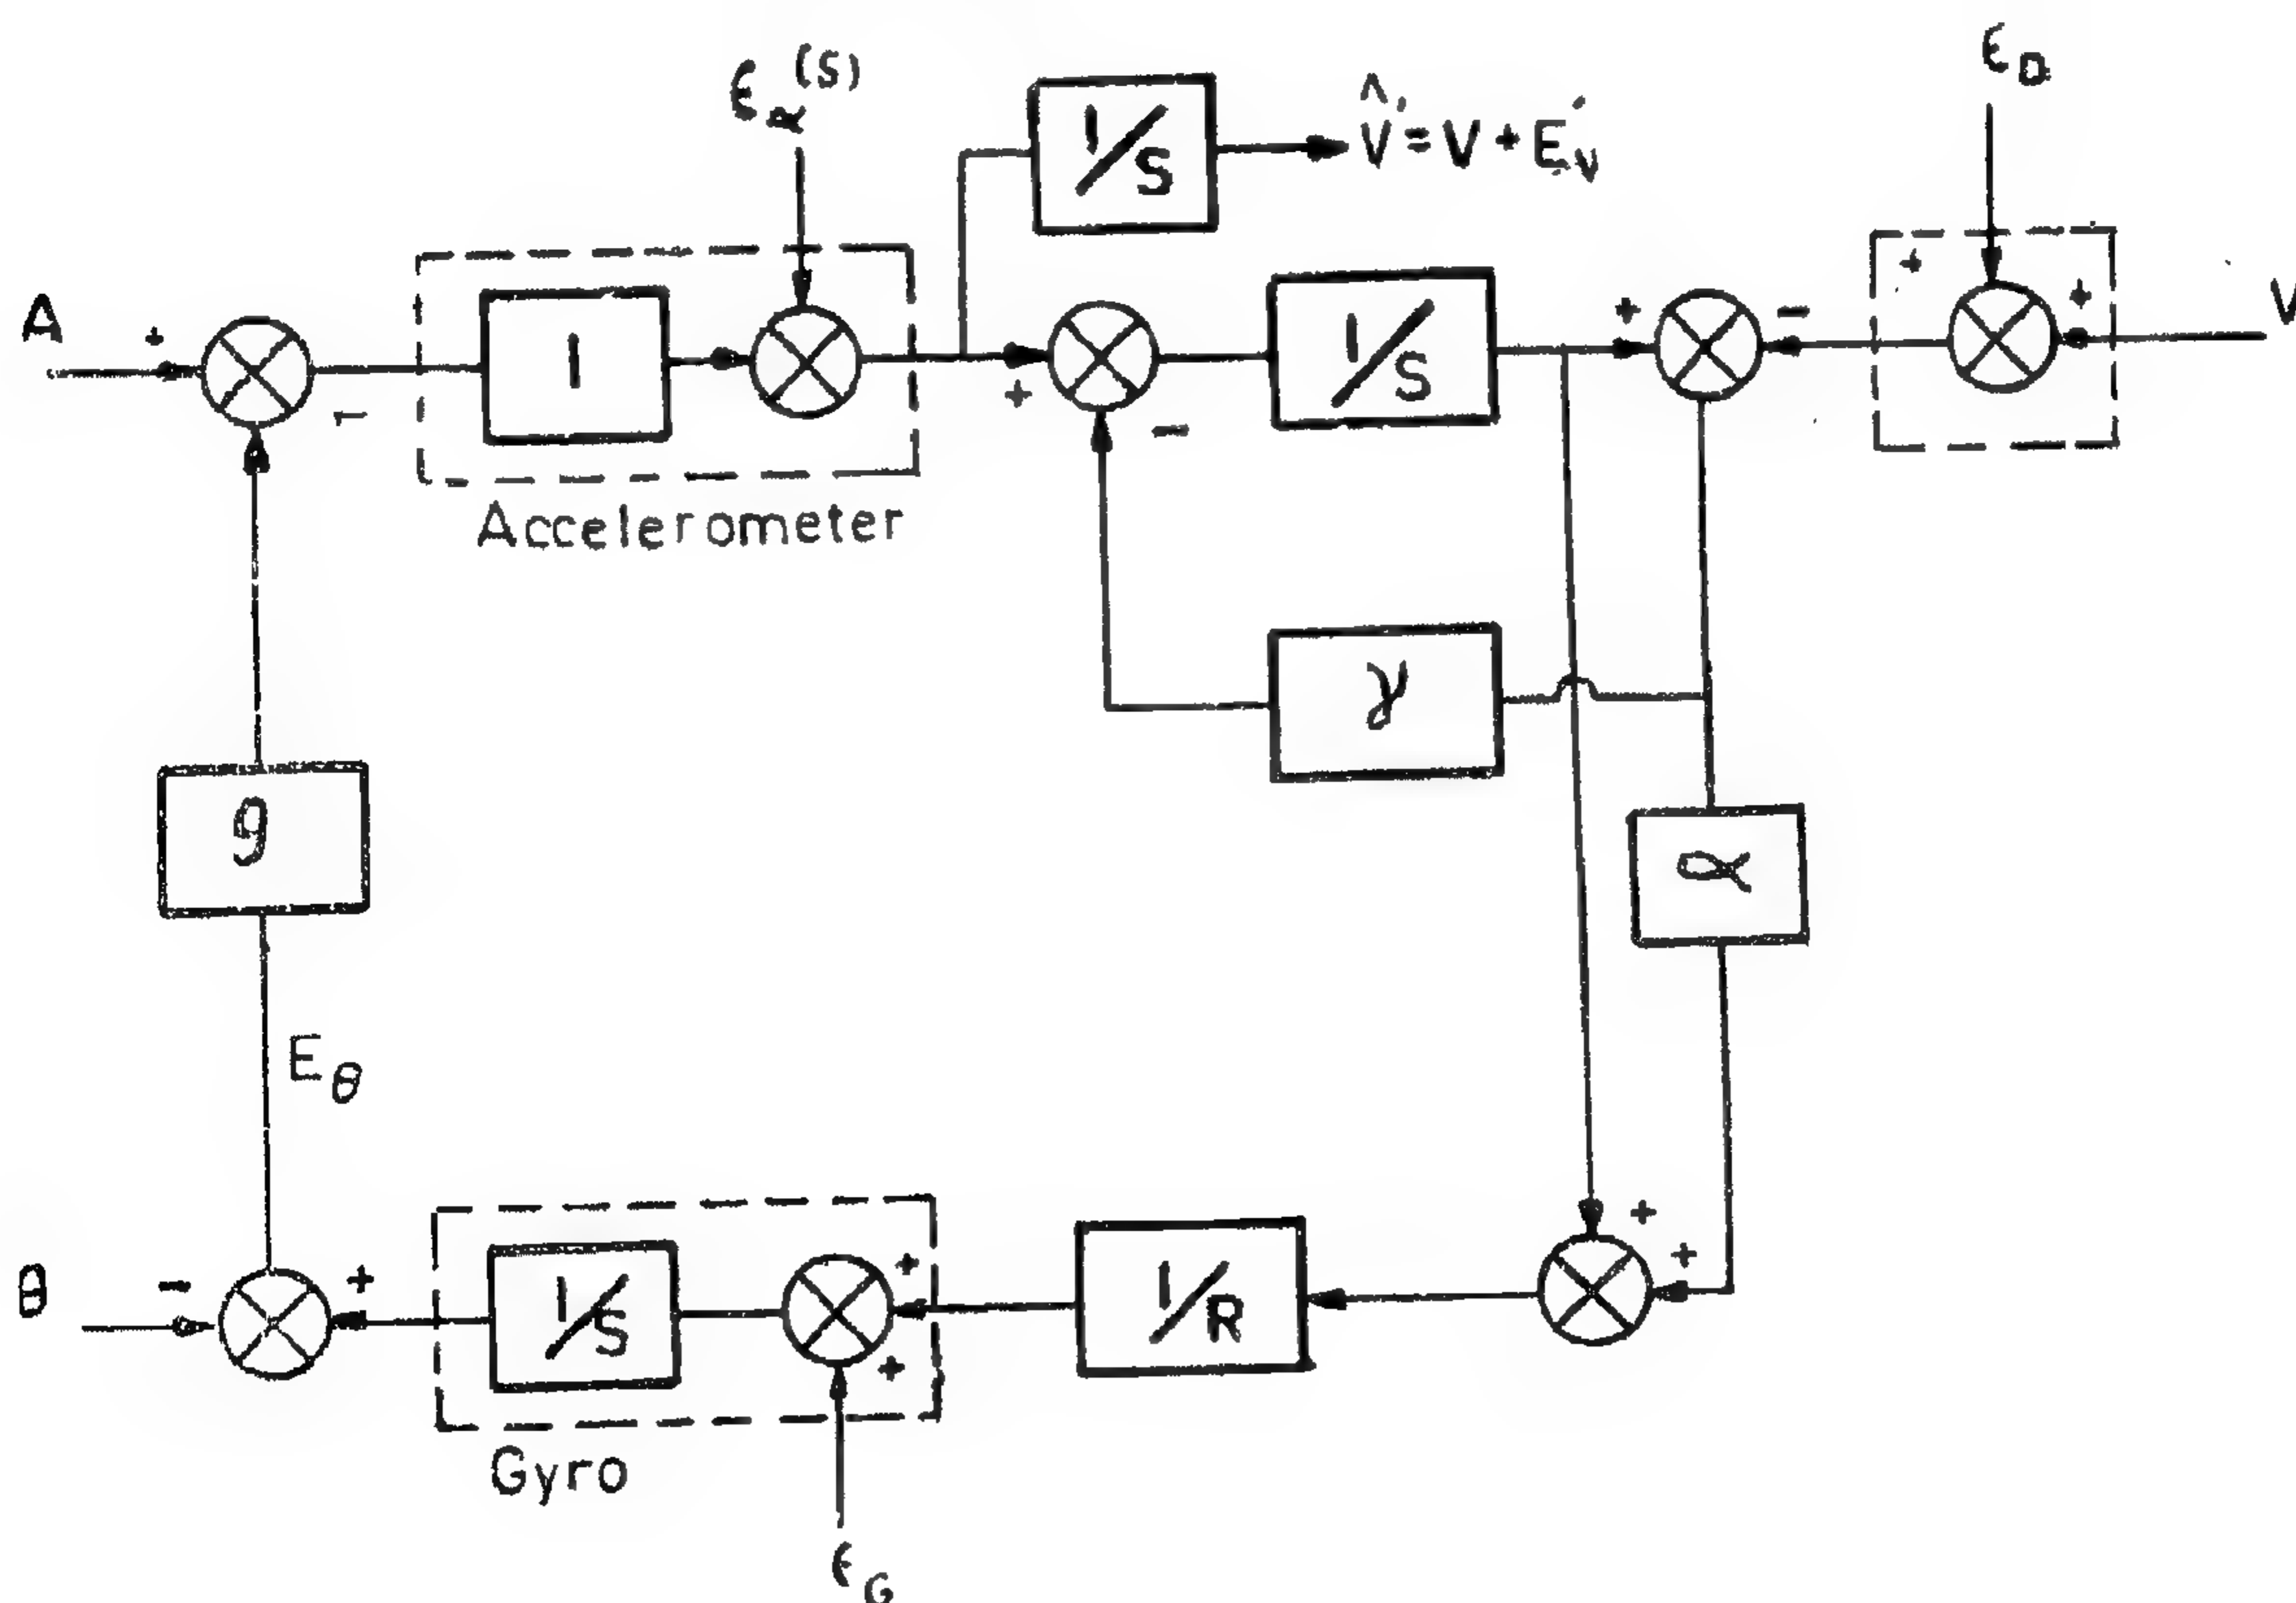 ϵ_α(S)
ϵ_D
1/S
V̂' = V + E'_V
A
+
-
1
+
-
1/S
+
-
+
+
V
Accelerometer
γ
g
α
E_θ
θ
-
+
1/S
+
+
1/R
+
+
Gyro
ϵ_G